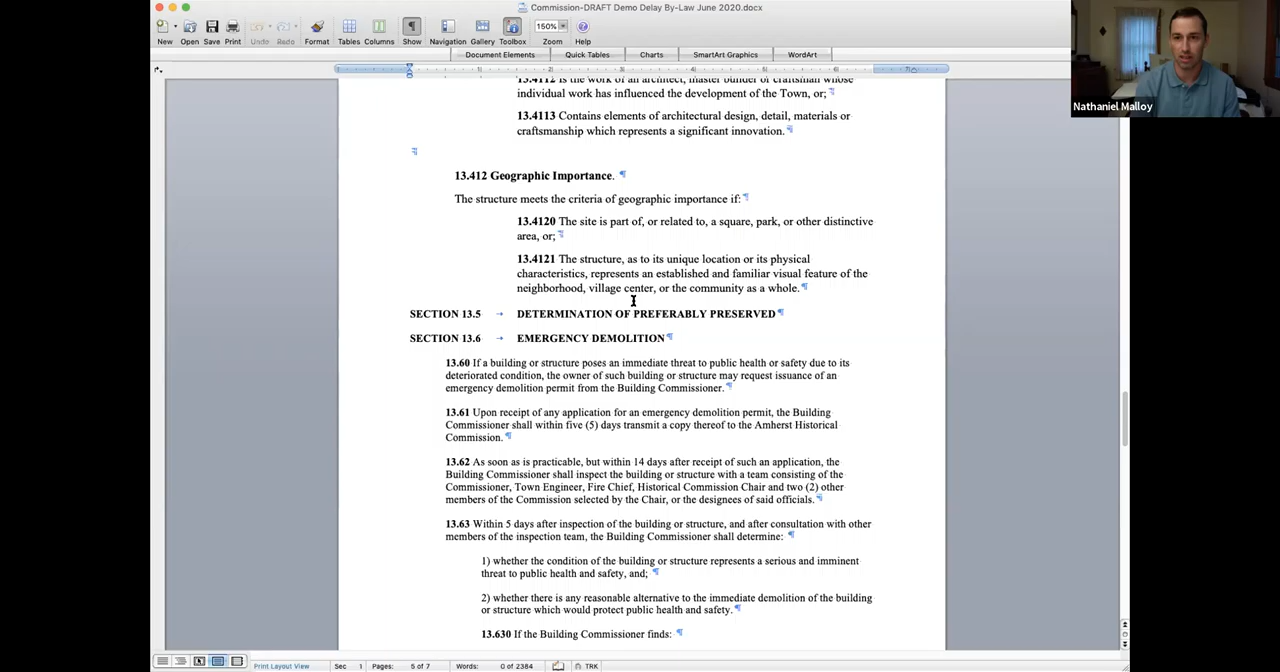 Commission-DRAFT Demo Delay By-Law June 2020.docx
New Open Save Print Undo Redo Format Tables Columns Show Navigation Gallery Toolbox Zoom Help
150%
Document Elements Quick Tables Charts SmartArt Graphics WordArt
13.4112 is the work of an architect, master builder or craftsman whose
individual work has influenced the development of the Town, or;
13.4113 Contains elements of architectural design, detail, materials or
craftsmanship which represents a significant innovation.
13.412 Geographic Importance.
The structure meets the criteria of geographic importance if:
13.4120 The site is part of, or related to, a square, park, or other distinctive
area, or;
13.4121 The structure, as to its unique location or its physical
characteristics, represents an established and familiar visual feature of the
neighborhood, village center, or the community as a whole.
SECTION 13.5 → DETERMINATION OF PREFERABLY PRESERVED
SECTION 13.6 → EMERGENCY DEMOLITION
13.60 If a building or structure poses an immediate threat to public health or safety due to its
deteriorated condition, the owner of such building or structure may request issuance of an
emergency demolition permit from the Building Commissioner.
13.61 Upon receipt of any application for an emergency demolition permit, the Building
Commissioner shall within five (5) days transmit a copy thereof to the Amherst Historical
Commission.
13.62 As soon as is practicable, but within 14 days after receipt of such an application, the
Building Commissioner shall inspect the building or structure with a team consisting of the
Commissioner, Town Engineer, Fire Chief, Historical Commission Chair and two (2) other
members of the Commission selected by the Chair, or the designees of said officials.
13.63 Within 5 days after inspection of the building or structure, and after consultation with other
members of the inspection team, the Building Commissioner shall determine:
1) whether the condition of the building or structure represents a serious and imminent
threat to public health and safety, and;
2) whether there is any reasonable alternative to the immediate demolition of the building
or structure which would protect public health and safety.
13.630 If the Building Commissioner finds:
Print Layout View Sec 1 Pages: 5 of 7 Words: 0 of 2384 TRK
Nathaniel Malloy